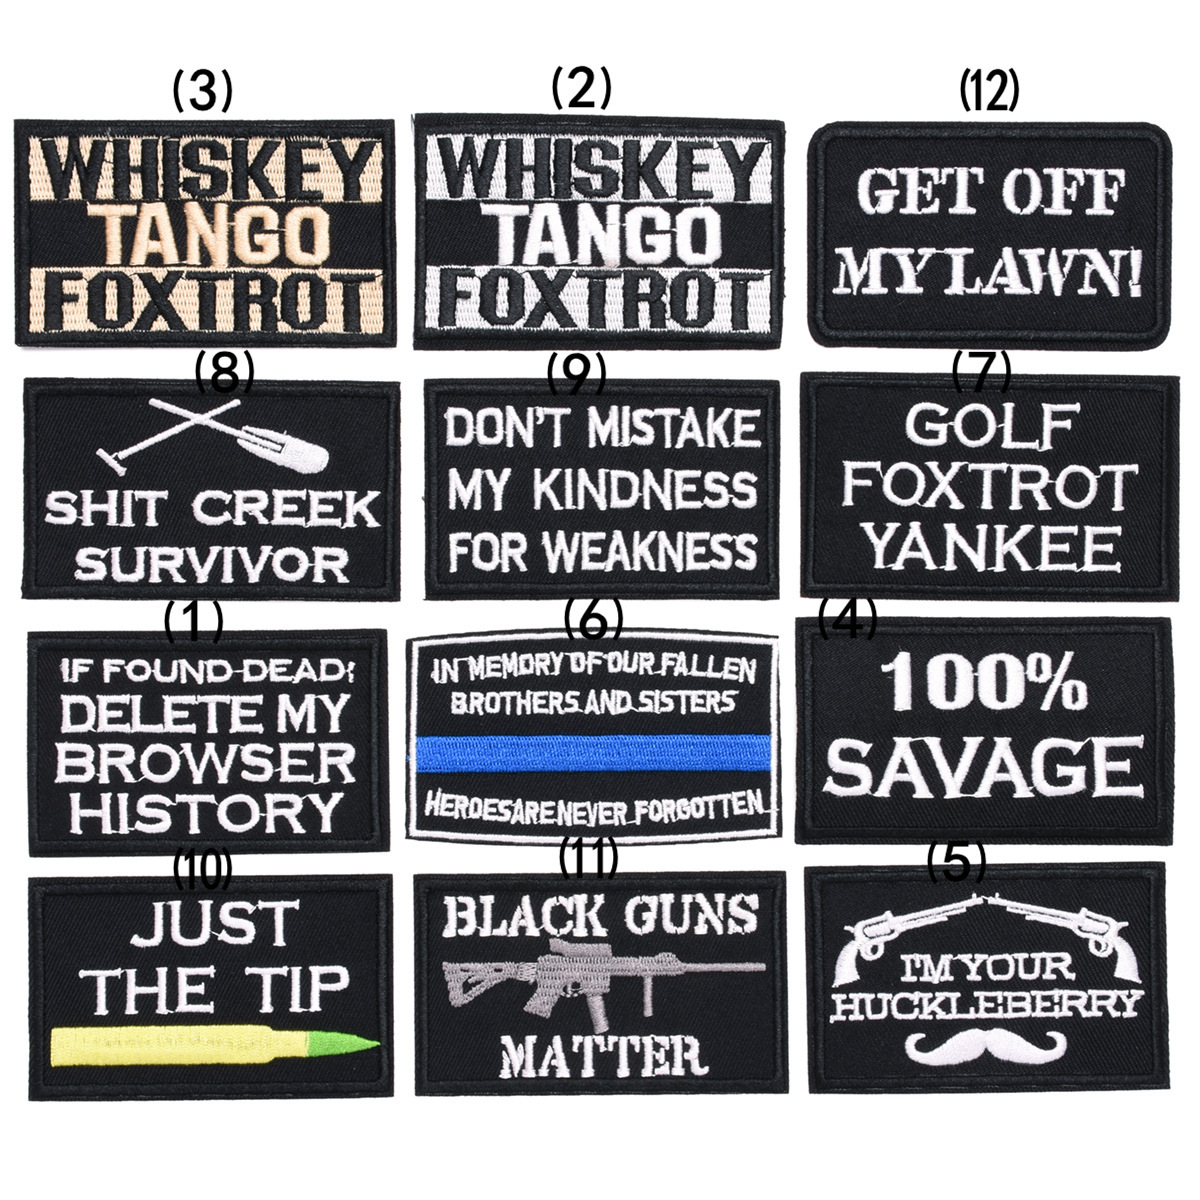 (3)
WHISKEY
TANGO
FOXTROT
(2)
WHISKEY
TANGO
FOXTROT
(12)
GET OFF
MY LAWN!
(8)
SHIT CREEK
SURVIVOR
(9)
DON'T MISTAKE
MY KINDNESS
FOR WEAKNESS
(7)
GOLF
FOXTROT
YANKEE
(1)
IF FOUND DEAD:
DELETE MY
BROWSER
HISTORY
(6)
IN MEMORY OF OUR FALLEN
BROTHERS AND SISTERS
HEROES ARE NEVER FORGOTTEN
(4)
100%
SAVAGE
(10)
JUST
THE TIP
(11)
BLACK GUNS
MATTER
(5)
I'M YOUR
HUCKLEBERRY